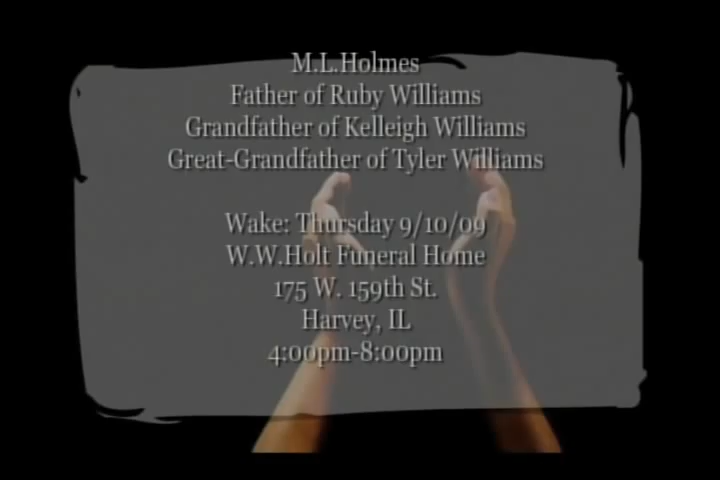 M.L.Holmes
Father of Ruby Williams
Grandfather of Kelleigh Williams
Great-Grandfather of Tyler Williams
Wake: Thursday 9/10/09
W.W.Holt Funeral Home
175 W. 159th St.
Harvey, IL
4:00pm-8:00pm